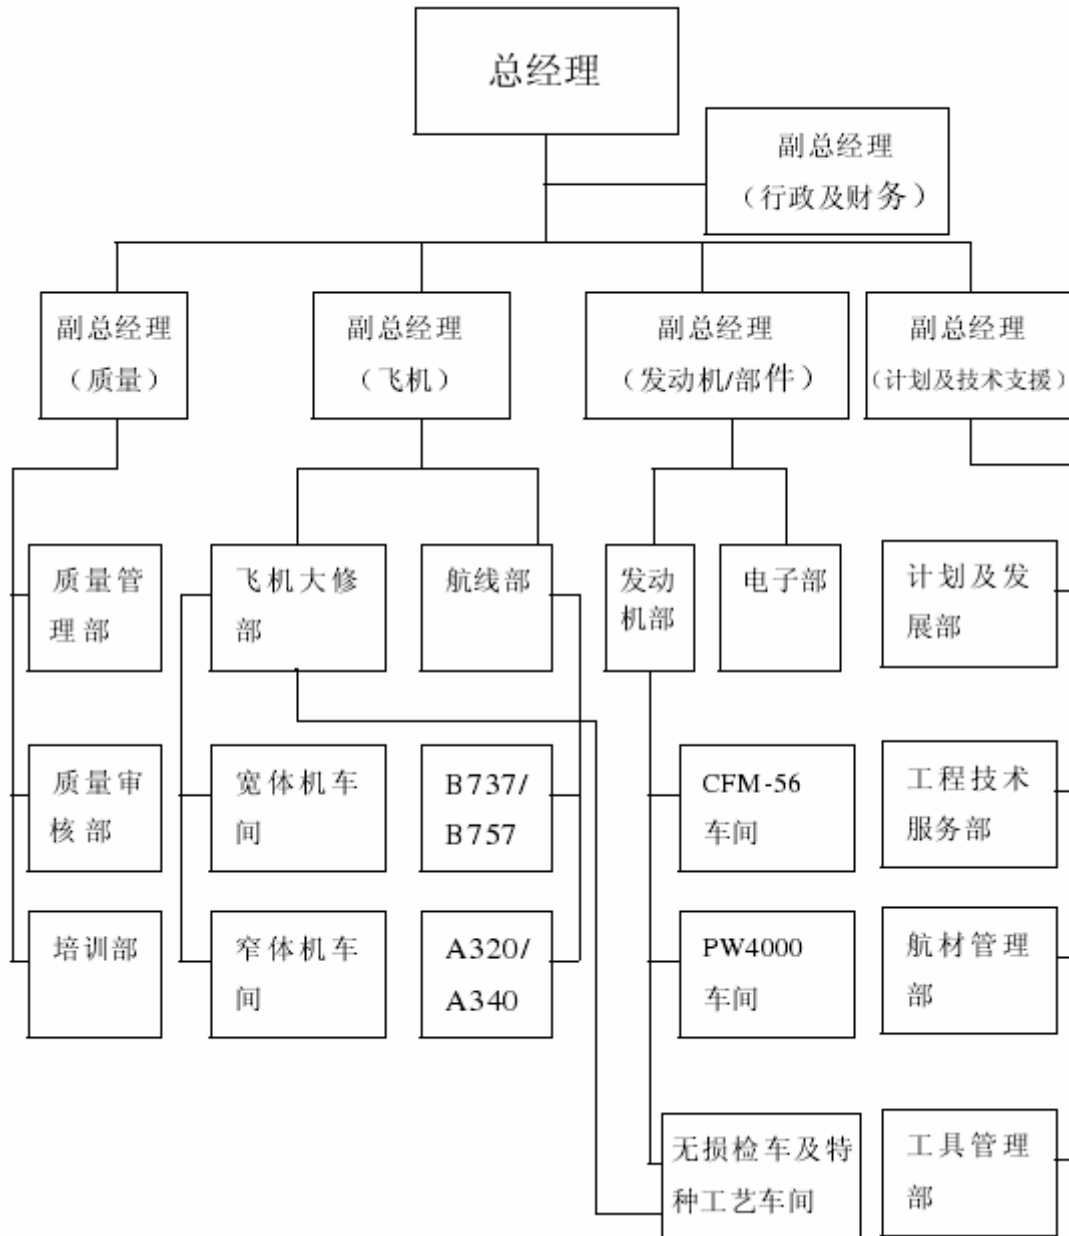 总经理
副总经理
（行政及财务）
副总经理
（质量）
副总经理
（飞机）
副总经理
（发动机/部件）
副总经理
（计划及技术支援）
质量管
理部
飞机大修
部
航线部
发动
机部
电子部
计划及发
展部
质量审
核部
宽体机车
间
B737/
B757
CFM-56
车间
工程技术
服务部
培训部
窄体机车
间
A320/
A340
PW4000
车间
航材管理
部
无损检车及特
种工艺车间
工具管理
部